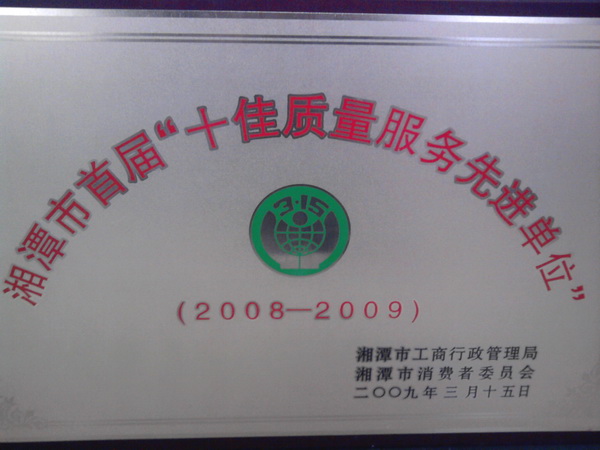 湘潭市首届“十佳质量服务先进单位”
3·15
(2008—2009)
湘潭市工商行政管理局
湘潭市消费者委员会
二〇〇九年三月十五日